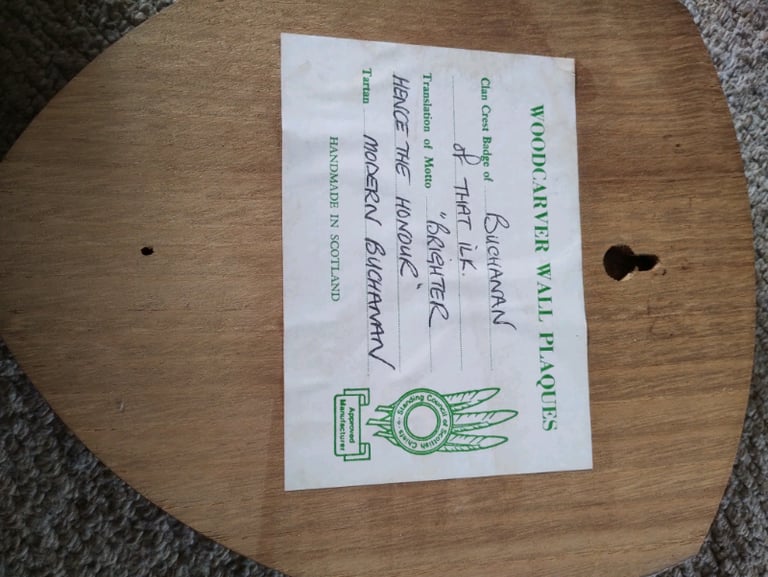 WOODCARVER WALL PLAQUES
Clan Crest Badge of BUCHANAN
OF THAT ILK.
Translation of Motto "BRIGHTER
HENCE THE HONOUR"
Tartan MODERN BUCHANAN
HANDMADE IN SCOTLAND
Standing Council of Scottish Chiefs
Approved
Manufacturer